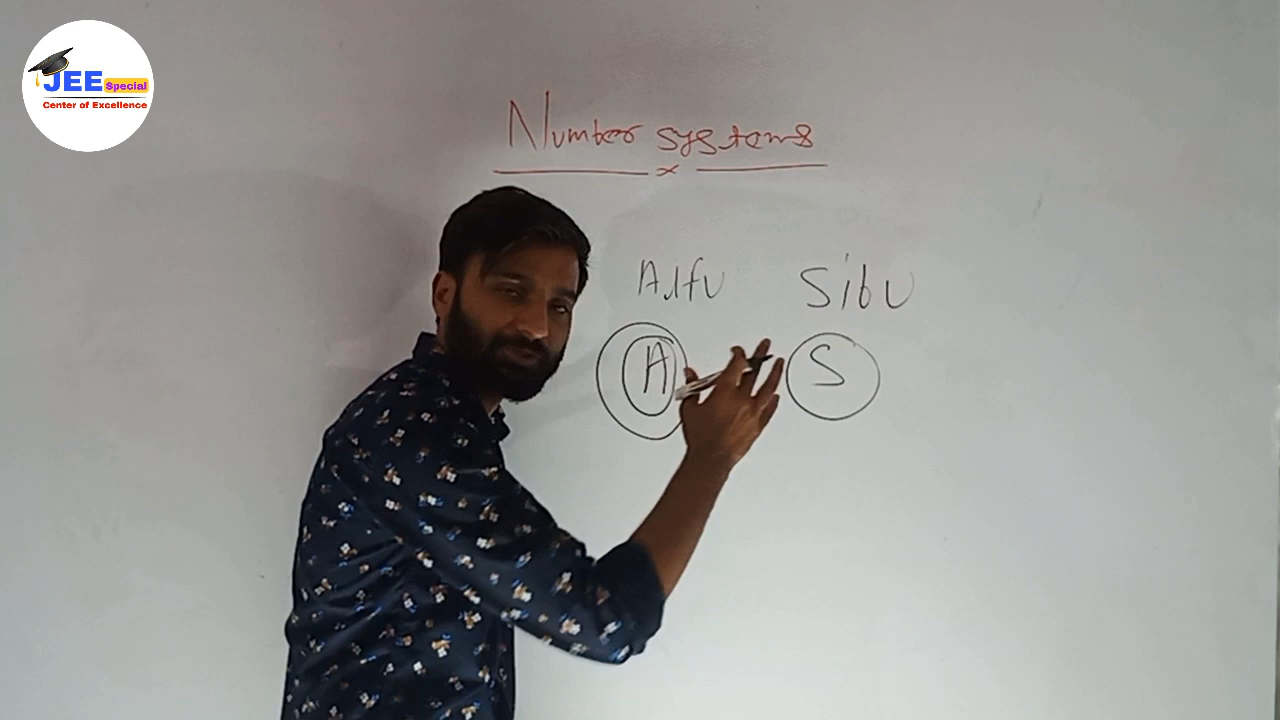 JEE Special
Center of Excellence
Number systems
Alfu Sibu
A S